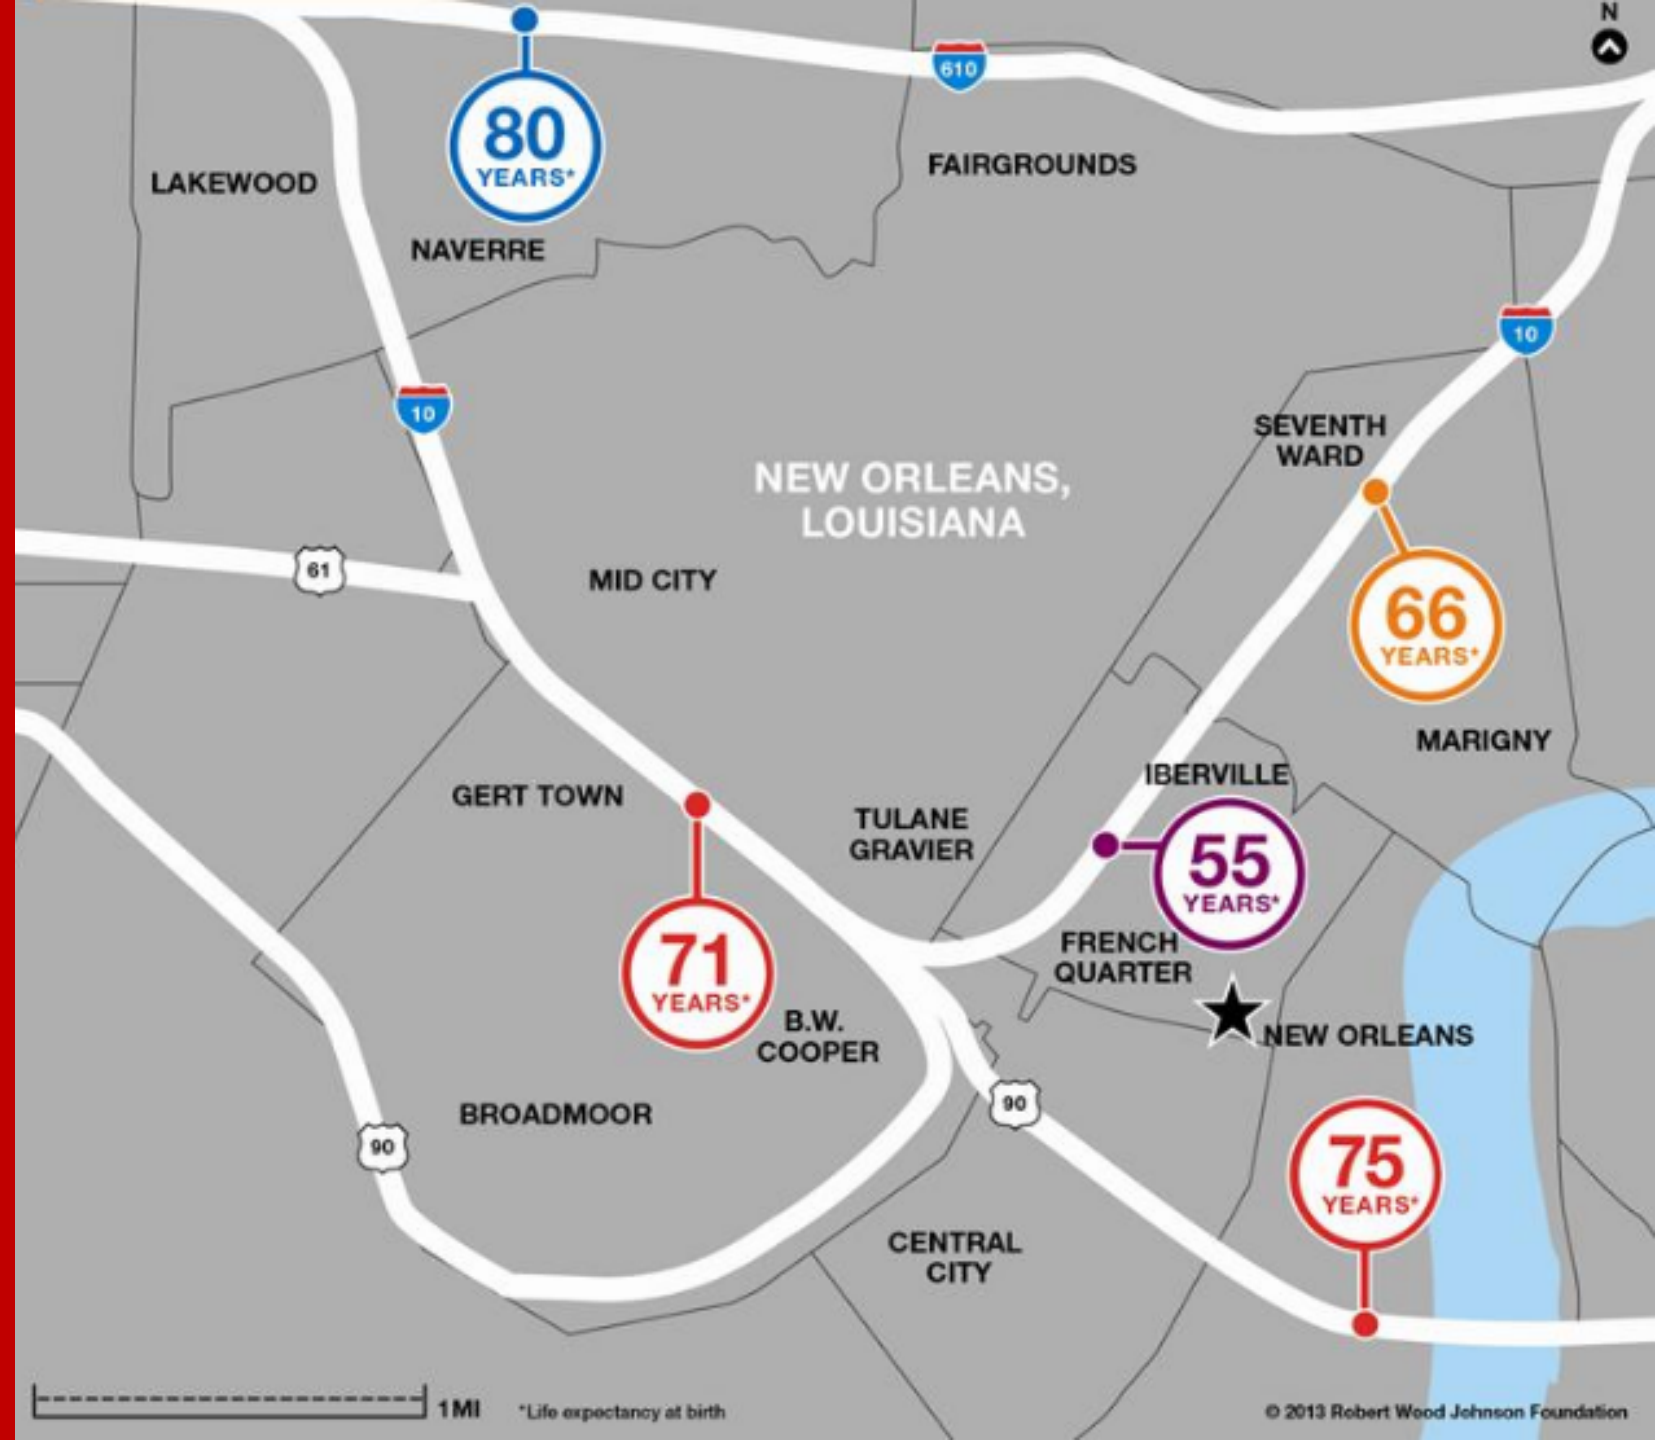 N
610
80
YEARS*
FAIRGROUNDS
LAKEWOOD
NAVERRE
10
10
SEVENTH
WARD
NEW ORLEANS,
LOUISIANA
61
MID CITY
66
YEARS*
MARIGNY
IBERVILLE
GERT TOWN
TULANE
GRAVIER
55
YEARS*
FRENCH
QUARTER
71
YEARS*
B.W.
COOPER
NEW ORLEANS
90
BROADMOOR
90
75
YEARS*
CENTRAL
CITY
1 MI
*Life expectancy at birth
© 2013 Robert Wood Johnson Foundation